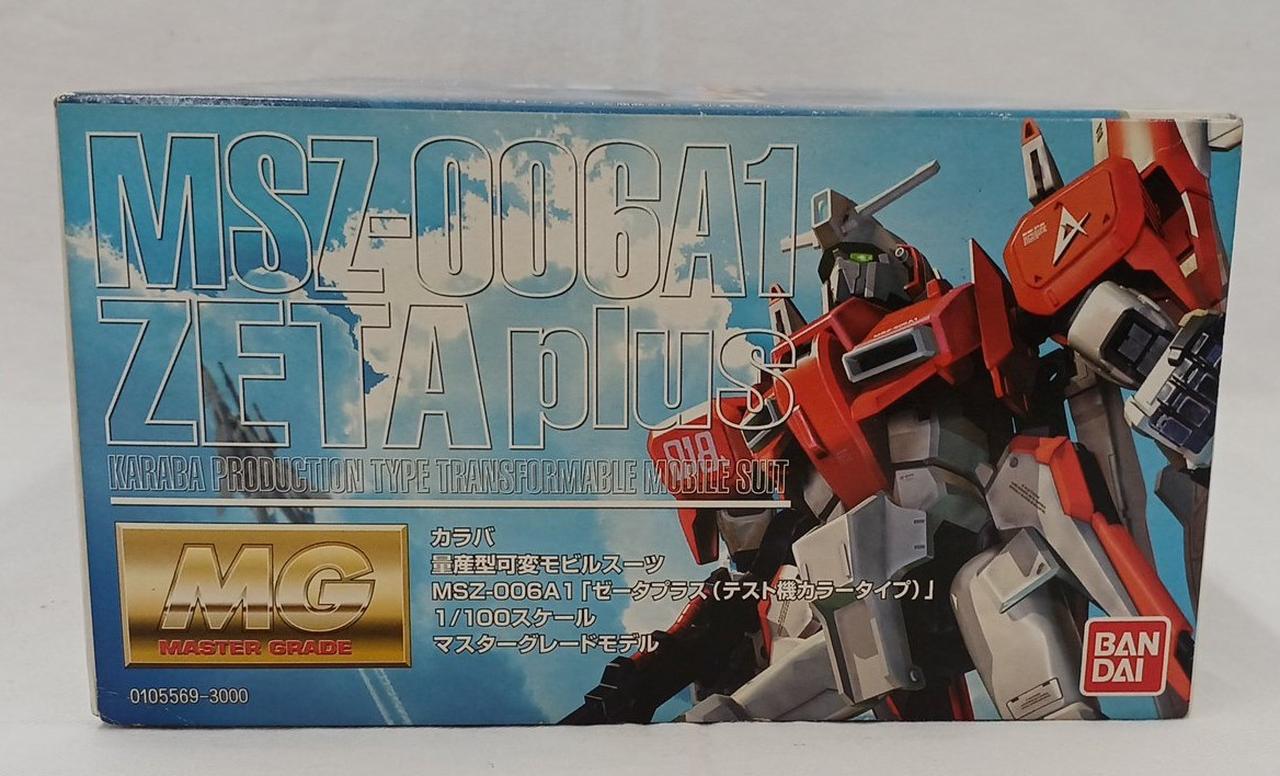 MSZ-006A1
ZETA plus
KARABA PRODUCTION TYPE TRANSFORMABLE MOBILE SUIT
MG
MASTER GRADE
カラバ
量産型可変モビルスーツ
MSZ-006A1「ゼータプラス(テスト機カラータイプ)」
1/100スケール
マスターグレードモデル
0105569-3000
BAN
DAI